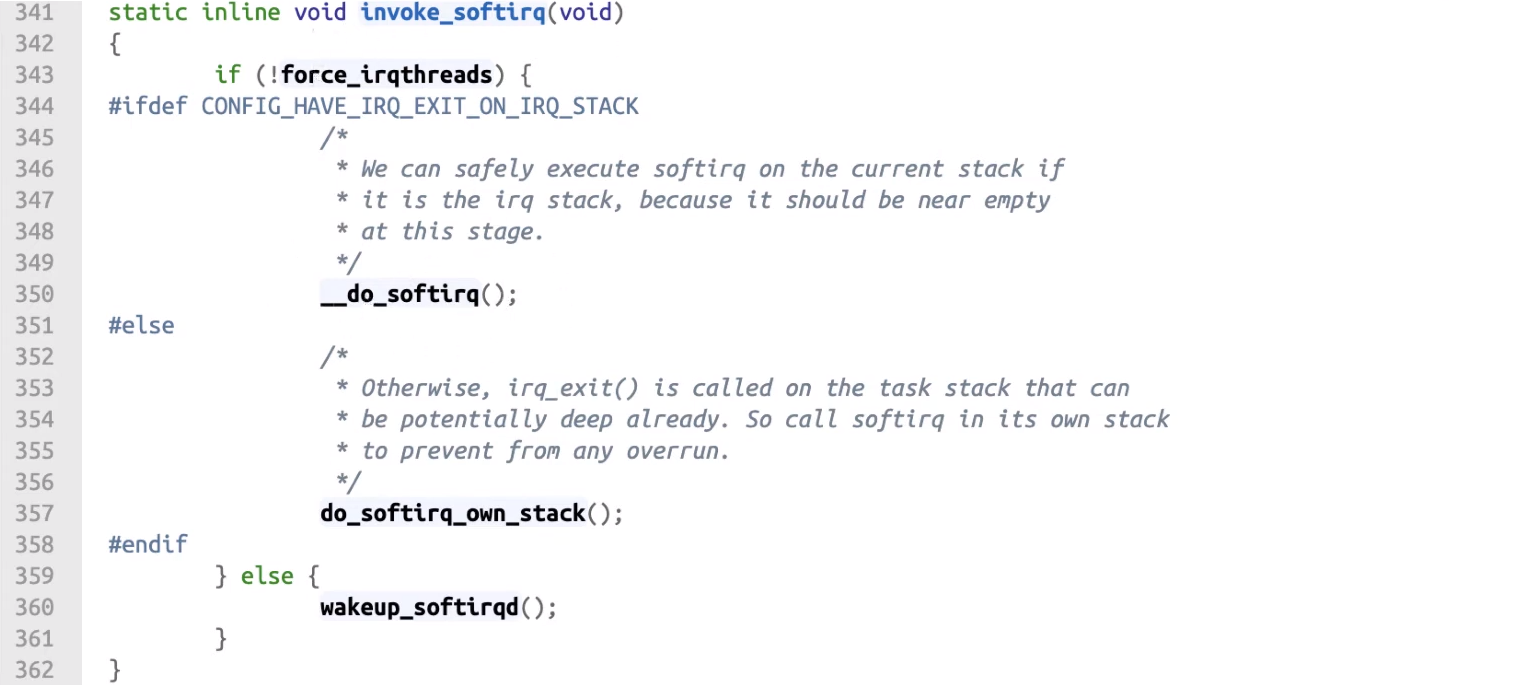 341 static inline void invoke_softirq(void)
342 {
343         if (!force_irqthreads) {
344 #ifdef CONFIG_HAVE_IRQ_EXIT_ON_IRQ_STACK
345                 /*
346                  * We can safely execute softirq on the current stack if
347                  * it is the irq stack, because it should be near empty
348                  * at this stage.
349                  */
350                 __do_softirq();
351 #else
352                 /*
353                  * Otherwise, irq_exit() is called on the task stack that can
354                  * be potentially deep already. So call softirq in its own stack
355                  * to prevent from any overrun.
356                  */
357                 do_softirq_own_stack();
358 #endif
359         } else {
360                 wakeup_softirqd();
361         }
362 }